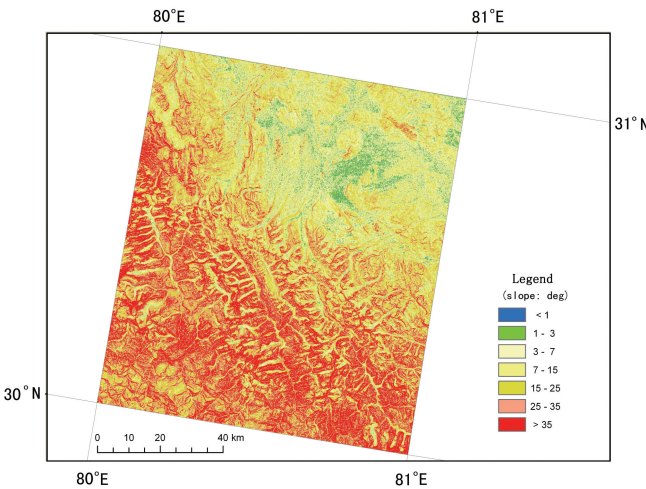 80°E
81°E
31°N
Legend
(slope: deg)
< 1
1 - 3
3 - 7
7 - 15
15 - 25
25 - 35
> 35
30°N
0 10 20 40 km
80°E
81°E